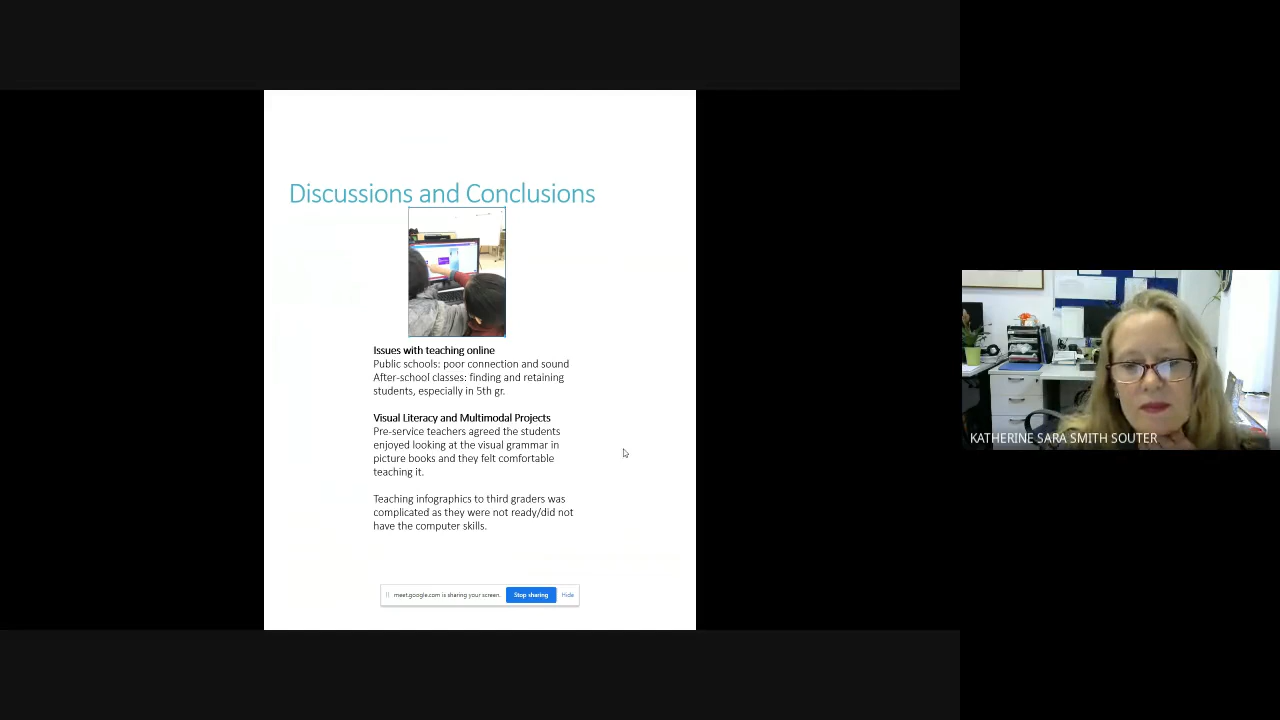 Discussions and Conclusions
Issues with teaching online
Public schools: poor connection and sound
After-school classes: finding and retaining
students, especially in 5th gr.
Visual Literacy and Multimodal Projects
Pre-service teachers agreed the students
enjoyed looking at the visual grammar in
picture books and they felt comfortable
teaching it.
Teaching infographics to third graders was
complicated as they were not ready/did not
have the computer skills.
meet.google.com is sharing your screen.
Stop sharing
Hide
KATHERINE SARA SMITH SOUTER